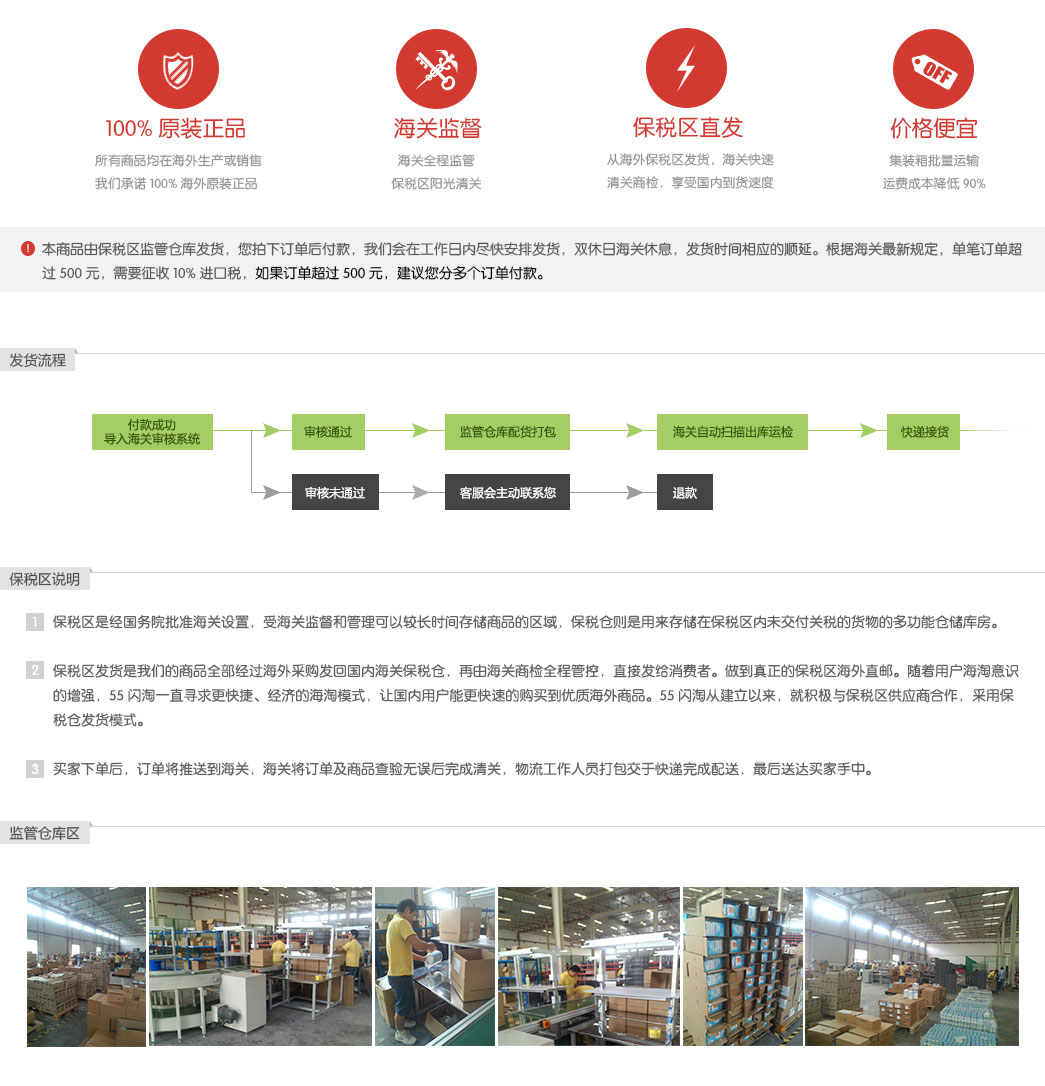 OFF
100% 原装正品
海关监督
保税区直发
价格便宜
所有商品均在海外生产或销售
我们承诺 100% 海外原装正品
海关全程监管
保税区阳光清关
从海外保税区发货，海关快速
清关商检，享受国内到货速度
集装箱批量运输
运费成本降低 90%
! 本商品由保税区监管仓库发货，您拍下订单后付款，我们会在工作日内尽快安排发货，双休日海关休息，发货时间相应的顺延。根据海关最新规定，单笔订单超
过 500 元，需要征收 10% 进口税，如果订单超过 500 元，建议您分多个订单付款。
发货流程
付款成功
导入海关审核系统
审核通过
监管仓库配货打包
海关自动扫描出库运检
快递接货
审核未通过
客服会主动联系您
退款
保税区说明
1 保税区是经国务院批准海关设置，受海关监督和管理可以较长时间存储商品的区域，保税仓则是用来存储在保税区内未交付关税的货物的多功能仓储库房。
2 保税区发货是我们的商品全部经过海外采购发回国内海关保税仓，再由海关商检全程管控，直接发给消费者。做到真正的保税区海外直邮。随着用户海淘意识
的增强，55 闪淘一直寻求更快捷、经济的海淘模式，让国内用户能更快速的购买到优质海外商品。55 闪淘从建立以来，就积极与保税区供应商合作，采用保
税仓发货模式。
3 买家下单后，订单将推送到海关，海关将订单及商品查验无误后完成清关，物流工作人员打包交于快递完成配送，最后送达买家手中。
监管仓库区